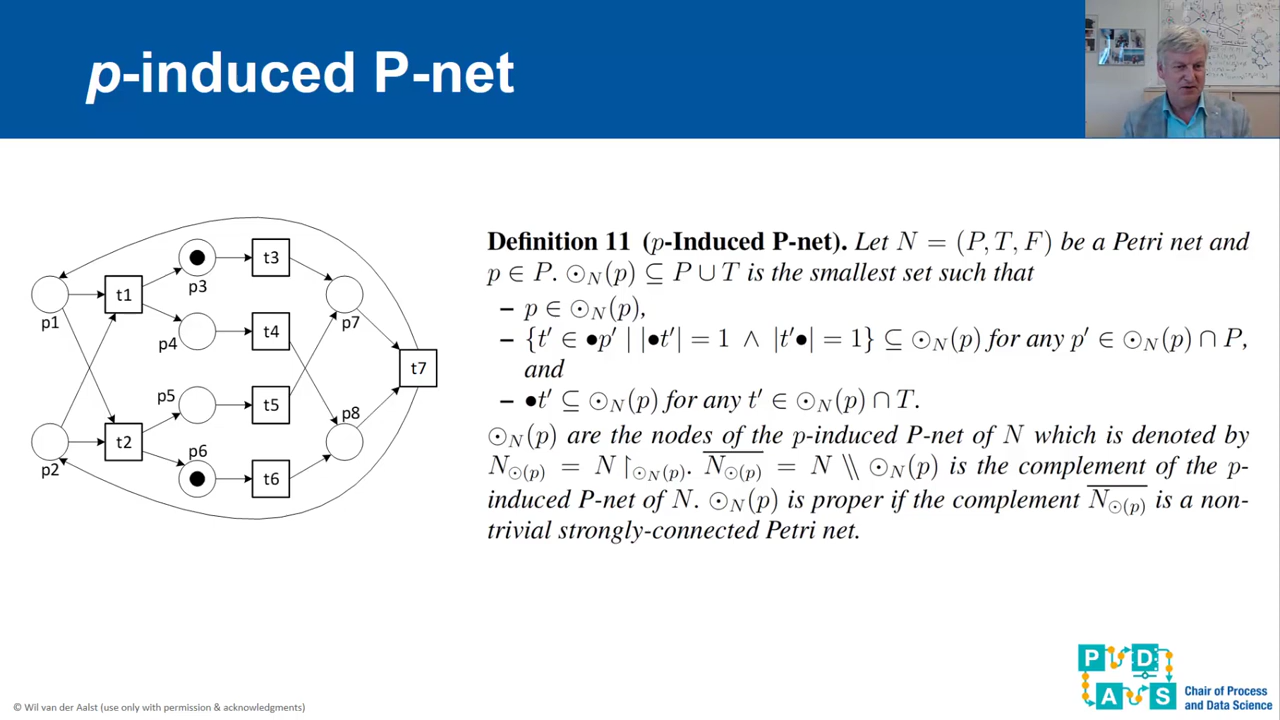 p-induced P-net
t3
p3
t1
p1
p7
t4
p4
t7
p5
t5
p8
t2
p6
p2
t6
Definition 11 (p-Induced P-net). Let N = (P, T, F) be a Petri net and
p ∈ P. ⊙_N(p) ⊆ P ∪ T is the smallest set such that
– p ∈ ⊙_N(p),
– {t′ ∈ •p′ | |•t′| = 1 ∧ |t′•| = 1} ⊆ ⊙_N(p) for any p′ ∈ ⊙_N(p) ∩ P,
and
– •t′ ⊆ ⊙_N(p) for any t′ ∈ ⊙_N(p) ∩ T.
⊙_N(p) are the nodes of the p-induced P-net of N which is denoted by
N_⊙(p) = N↾_⊙_N(p). \overline{N_⊙(p)} = N \\ ⊙_N(p) is the complement of the p-
induced P-net of N. ⊙_N(p) is proper if the complement \overline{N_⊙(p)} is a non-
trivial strongly-connected Petri net.
P D
A S
Chair of Process
and Data Science
© Wil van der Aalst (use only with permission & acknowledgments)